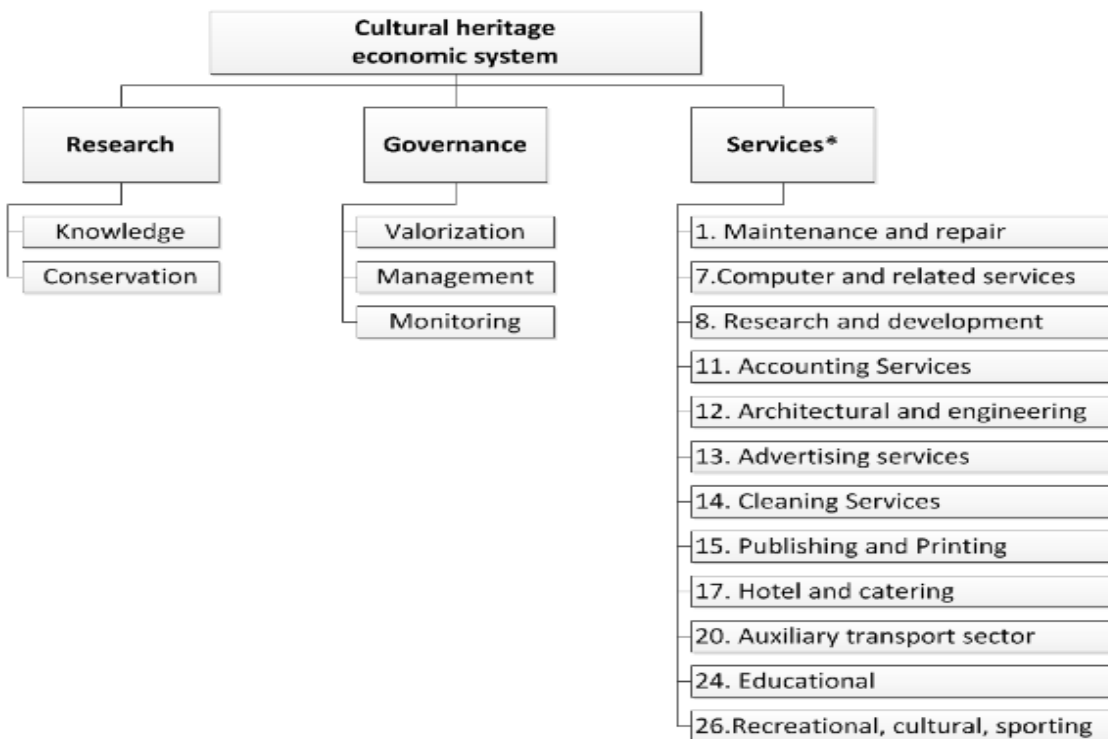 Cultural heritage
economic system
Research
Governance
Services*
Knowledge
Conservation
Valorization
Management
Monitoring
1. Maintenance and repair
7.Computer and related services
8. Research and development
11. Accounting Services
12. Architectural and engineering
13. Advertising services
14. Cleaning Services
15. Publishing and Printing
17. Hotel and catering
20. Auxiliary transport sector
24. Educational
26.Recreational, cultural, sporting